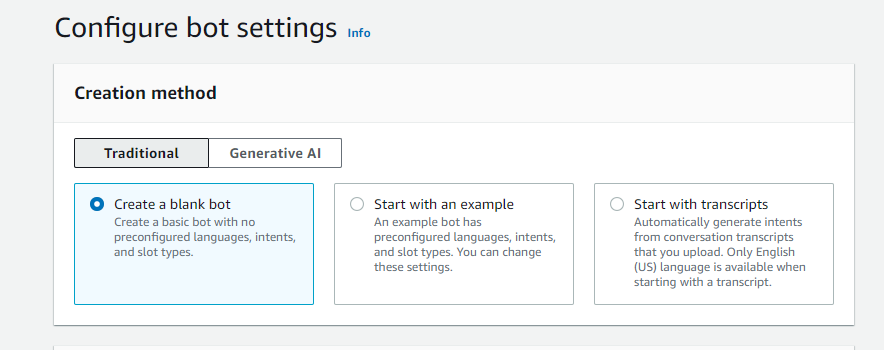 Configure bot settings Info
Creation method
Traditional Generative AI
Create a blank bot
Create a basic bot with no
preconfigured languages, intents,
and slot types.
Start with an example
An example bot has
preconfigured languages, intents,
and slot types. You can change
these settings.
Start with transcripts
Automatically generate intents
from conversation transcripts
that you upload. Only English
(US) language is available when
starting with a transcript.